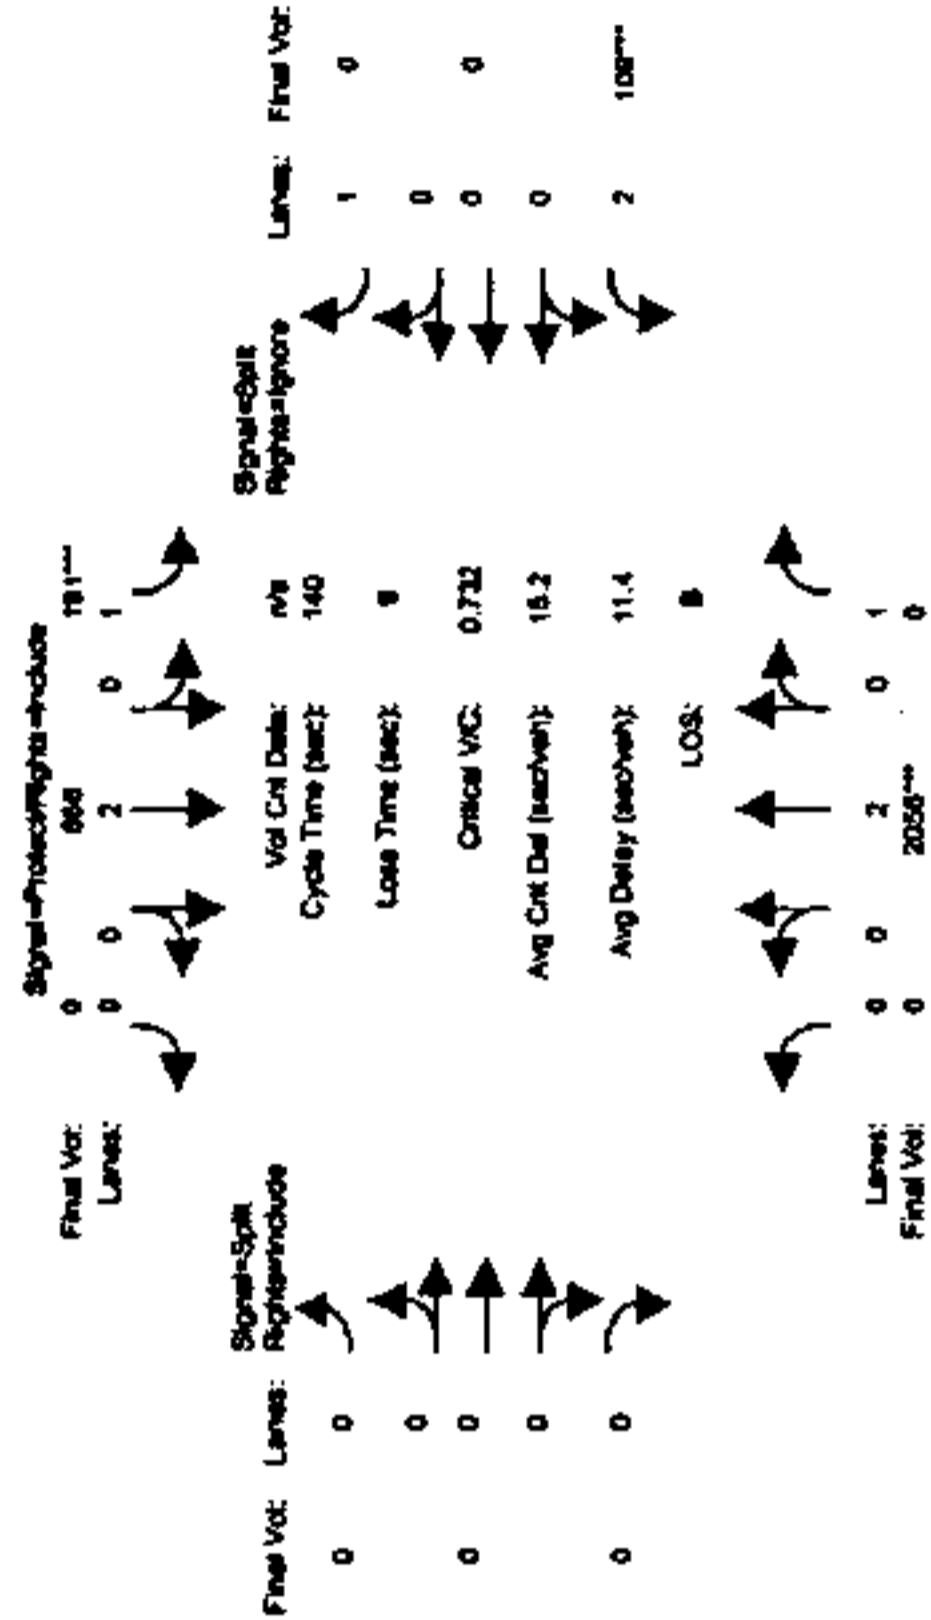 Signal=Protect/Rights=Include
Final Vol: 0 *** 
Lanes: 0 0 2 0 1
Signal=Split
Signal=Split
Final Vol: Lanes: Rights=Include
Vol Cnt Date: n/a
Rights=Ignore Lanes: Final Vol:
0 0
Cycle Time (sec): 140
1 0
0
Loss Time (sec): 9
0
0 0
Critical V/C: 0.732
0 0
0
Avg Crit Del (sec/veh): 15.2
0
0 0
Avg Delay (sec/veh): 11.4
2 ***
LOS: B
Lanes: 0 0 2 0 1
Final Vol: 0 2056*** 0